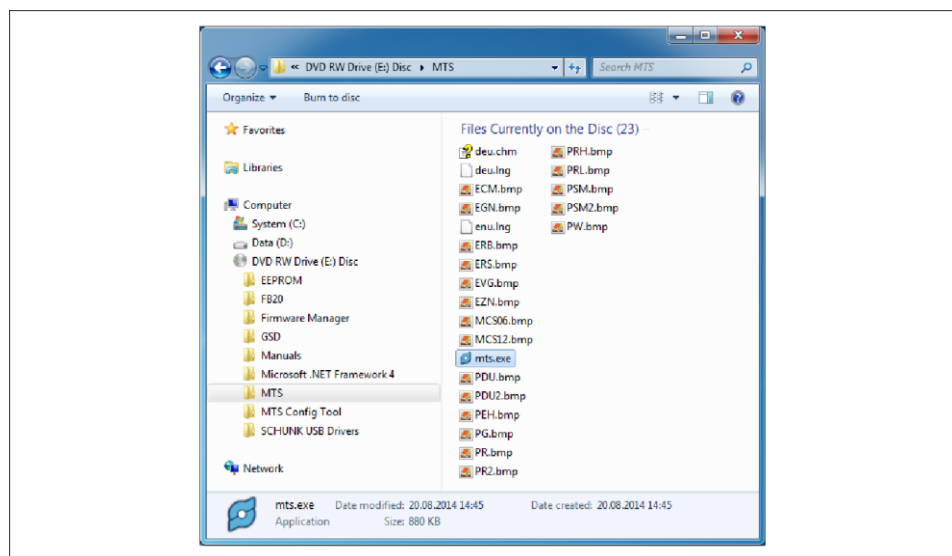 « DVD RW Drive (E:) Disc ▸ MTS
Search MTS
Organize
Burn to disc
Favorites
Libraries
Computer
System (C:)
Data (D:)
DVD RW Drive (E:) Disc
EEPROM
FB20
Firmware Manager
GSD
Manuals
Microsoft .NET Framework 4
MTS
MTS Config Tool
SCHUNK USB Drivers
Network
Files Currently on the Disc (23)
deu.chm
deu.lng
ECM.bmp
EGN.bmp
enu.lng
ERB.bmp
ERS.bmp
EVG.bmp
EZN.bmp
MCS06.bmp
MCS12.bmp
mts.exe
PDU.bmp
PDU2.bmp
PEH.bmp
PG.bmp
PR.bmp
PR2.bmp
PRH.bmp
PRL.bmp
PSM.bmp
PSM2.bmp
PW.bmp
mts.exe Date modified: 20.08.2014 14:45 Date created: 20.08.2014 14:45
Application Size: 880 KB